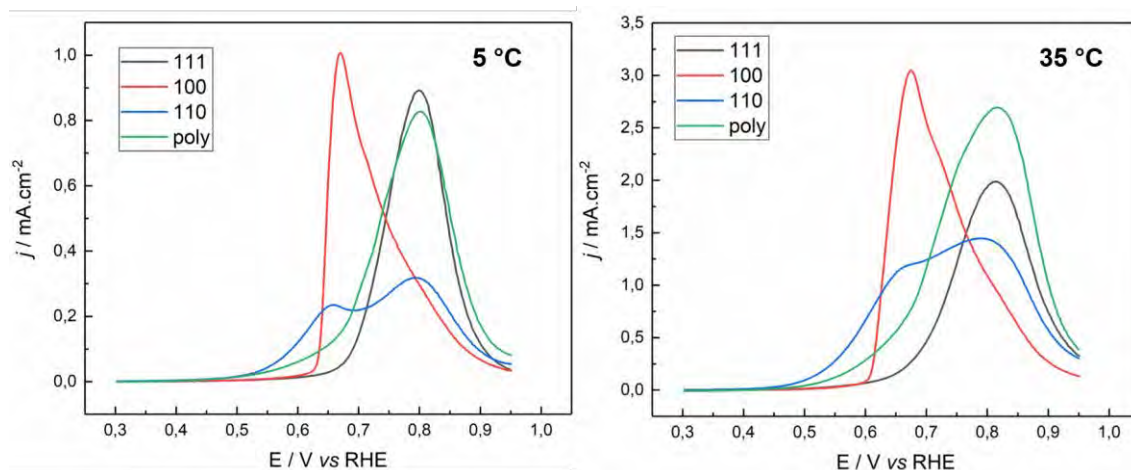 5 °C
111
100
110
poly
1,0
0,8
0,6
0,4
0,2
0,0
j / mA.cm-2
0,3 0,4 0,5 0,6 0,7 0,8 0,9 1,0
E / V vs RHE
35 °C
111
100
110
poly
3,5
3,0
2,5
2,0
1,5
1,0
0,5
0,0
j / mA.cm-2
0,3 0,4 0,5 0,6 0,7 0,8 0,9 1,0
E / V vs RHE